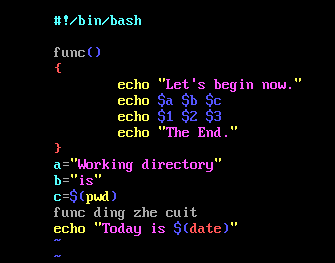 #!/bin/bash
func()
{
echo "Let's begin now."
echo $a $b $c
echo $1 $2 $3
echo "The End."
}
a="Working directory"
b="is"
c=$(pwd)
func ding zhe cuit
echo "Today is $(date)"
~
~